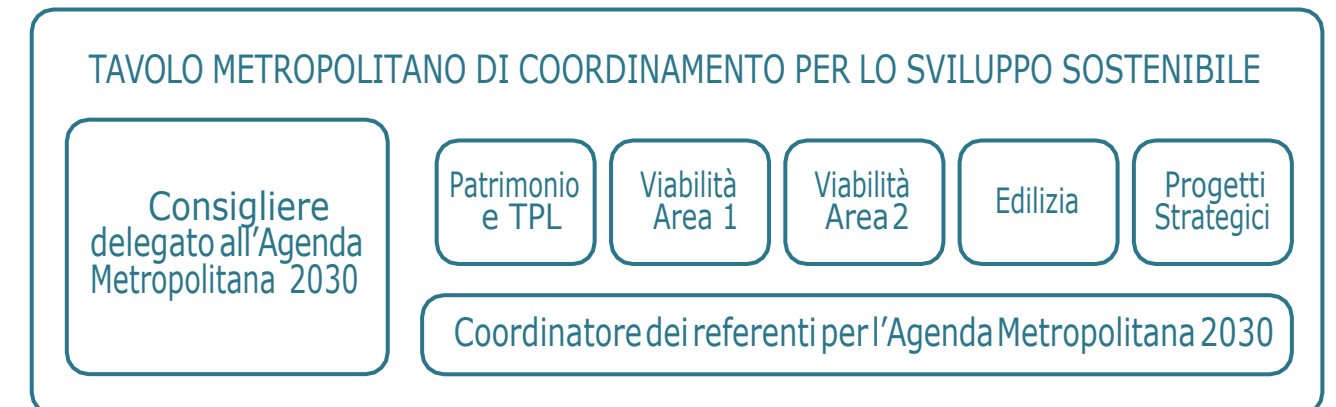 TAVOLO METROPOLITANO DI COORDINAMENTO PER LO SVILUPPO SOSTENIBILE
Consigliere
delegato all'Agenda
Metropolitana 2030
Patrimonio
e TPL
Viabilità
Area 1
Viabilità
Area 2
Edilizia
Progetti
Strategici
Coordinatore dei referenti per l'Agenda Metropolitana 2030